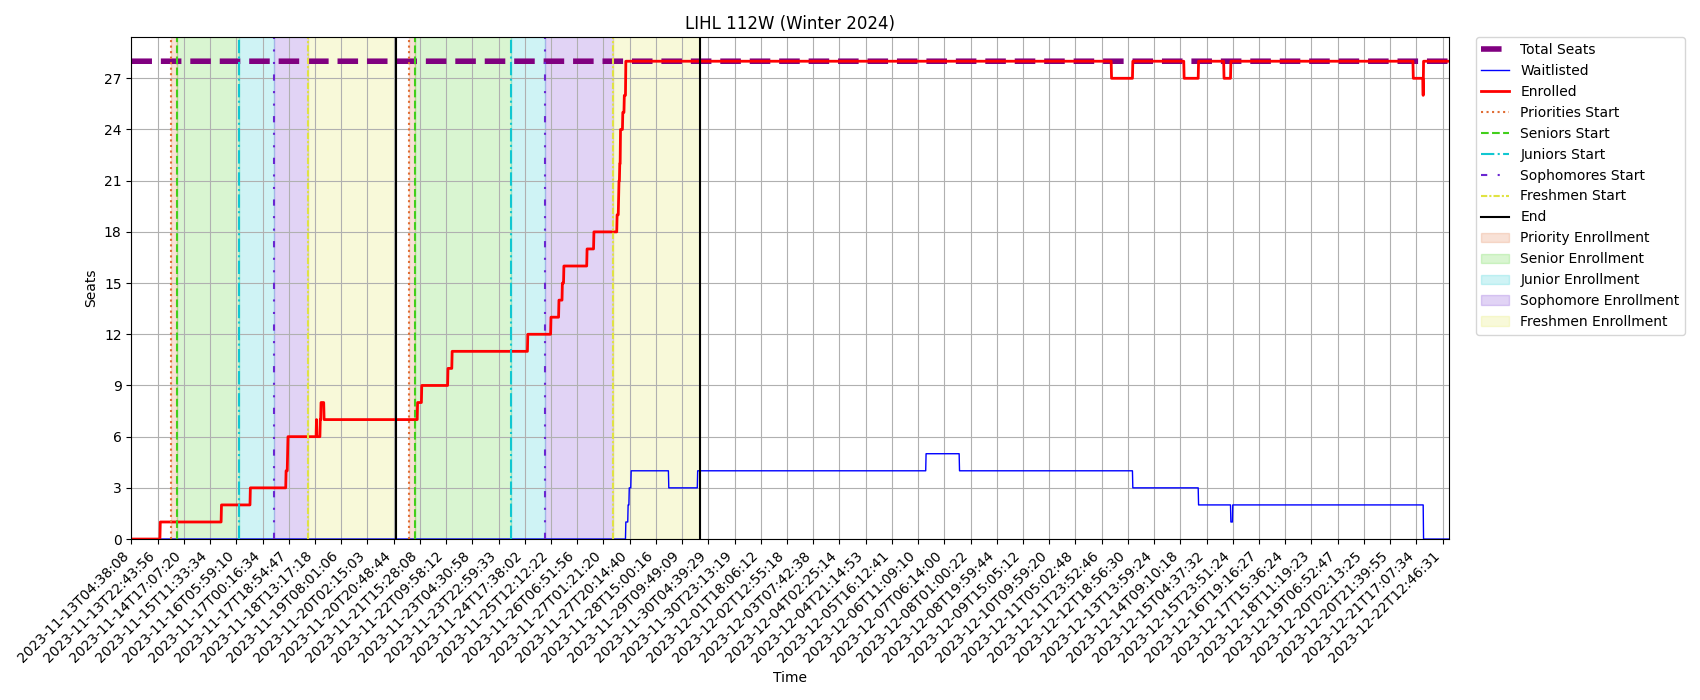 LIHL 112W (Winter 2024)
Total Seats
Waitlisted
Enrolled
Priorities Start
Seniors Start
Juniors Start
Sophomores Start
Freshmen Start
End
Priority Enrollment
Senior Enrollment
Junior Enrollment
Sophomore Enrollment
Freshmen Enrollment
Seats
27
24
21
18
15
12
9
6
3
0
2023-11-13T04:38:08
2023-11-13T22:43:56
2023-11-14T17:07:20
2023-11-15T11:33:34
2023-11-16T05:59:10
2023-11-17T00:16:34
2023-11-17T18:54:47
2023-11-18T13:17:18
2023-11-19T08:01:06
2023-11-20T02:15:03
2023-11-20T20:48:44
2023-11-21T15:28:08
2023-11-22T09:58:12
2023-11-23T04:30:58
2023-11-23T22:59:33
2023-11-24T17:38:02
2023-11-25T12:12:22
2023-11-26T06:51:56
2023-11-27T01:21:20
2023-11-27T20:14:40
2023-11-28T15:00:16
2023-11-29T09:49:09
2023-11-30T04:39:29
2023-11-30T23:13:19
2023-12-01T18:06:12
2023-12-02T12:55:18
2023-12-03T07:42:38
2023-12-04T02:25:14
2023-12-04T21:14:53
2023-12-05T16:12:41
2023-12-06T11:09:10
2023-12-07T06:14:00
2023-12-08T01:00:22
2023-12-08T19:59:44
2023-12-09T15:05:12
2023-12-10T09:59:20
2023-12-11T05:02:48
2023-12-11T23:52:46
2023-12-12T18:56:30
2023-12-13T13:59:24
2023-12-14T09:10:18
2023-12-15T04:37:32
2023-12-15T23:51:24
2023-12-16T19:16:27
2023-12-17T15:36:24
2023-12-18T11:19:23
2023-12-19T06:52:47
2023-12-20T02:13:25
2023-12-20T21:39:55
2023-12-21T17:07:34
2023-12-22T12:46:31
Time